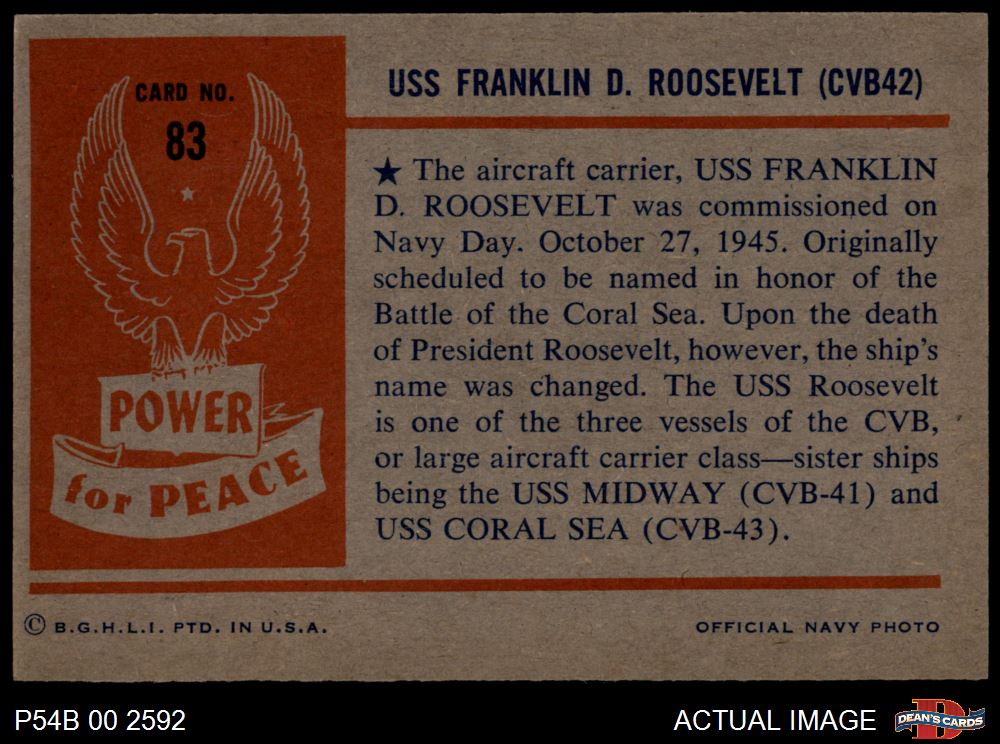 CARD NO.
83
POWER
for PEACE
USS FRANKLIN D. ROOSEVELT (CVB42)
★ The aircraft carrier, USS FRANKLIN
D. ROOSEVELT was commissioned on
Navy Day. October 27, 1945. Originally
scheduled to be named in honor of the
Battle of the Coral Sea. Upon the death
of President Roosevelt, however, the ship's
name was changed. The USS Roosevelt
is one of the three vessels of the CVB,
or large aircraft carrier class—sister ships
being the USS MIDWAY (CVB-41) and
USS CORAL SEA (CVB-43).
© B.G.H.L.I. PTD. IN U.S.A.
OFFICIAL NAVY PHOTO
P54B 00 2592
ACTUAL IMAGE
D
DEAN'S CARDS